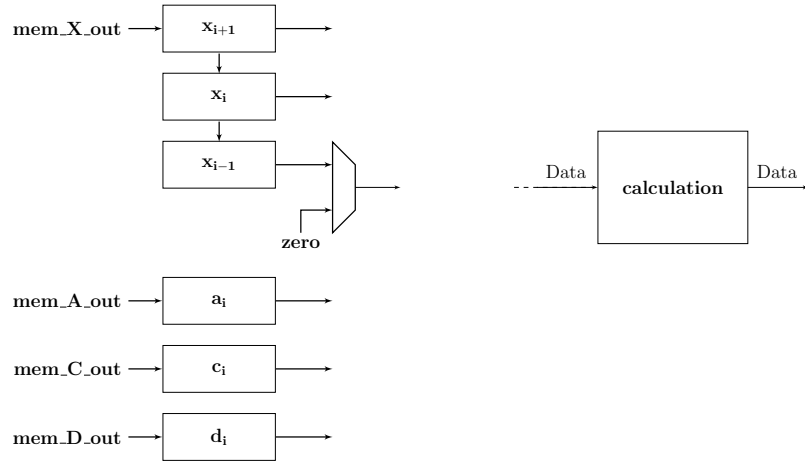 mem_X_out
x_{i+1}
x_i
x_{i−1}
zero
Data
calculation
Data
mem_A_out
a_i
mem_C_out
c_i
mem_D_out
d_i